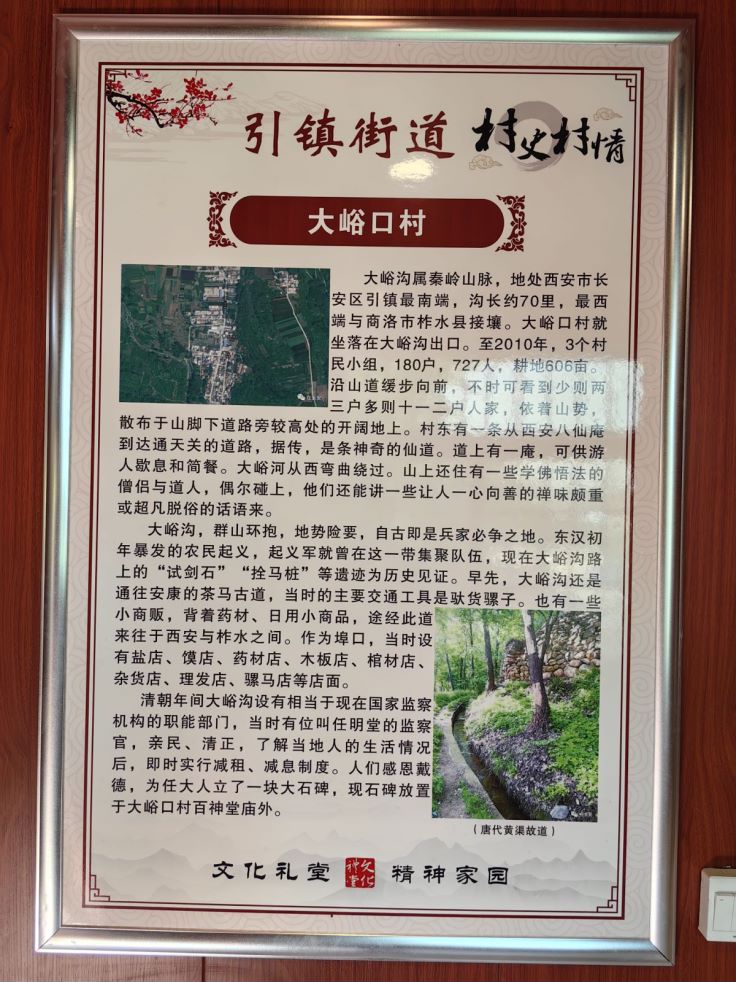 引镇街道 村史村情
大峪口村
大峪沟属秦岭山脉，地处西安市长
安区引镇最南端，沟长约70里，最西
端与商洛市柞水县接壤。大峪口村就
坐落在大峪沟出口。至2010年，3个村
民小组，180户，727人，耕地606亩。
沿山道缓步向前，不时可看到少则两
三户多则十一二户人家，依着山势，
散布于山脚下道路旁较高处的开阔地上。村东有一条从西安八仙庵
到达通天关的道路，据传，是条神奇的仙道。道上有一庵，可供游
人歇息和简餐。大峪河从西弯曲绕过。山上还住有一些学佛悟法的
僧侣与道人，偶尔碰上，他们还能讲一些让人一心向善的禅味颇重
或超凡脱俗的话语来。
大峪沟，群山环抱，地势险要，自古即是兵家必争之地。东汉初
年暴发的农民起义，起义军就曾在这一带集聚队伍，现在大峪沟路
上的“试剑石”“拴马桩”等遗迹为历史见证。早先，大峪沟还是
通往安康的茶马古道，当时的主要交通工具是驮货骡子。也有一些
小商贩，背着药材、日用小商品，途经此道
来往于西安与柞水之间。作为埠口，当时设
有盐店、馍店、药材店、木板店、棺材店、
杂货店、理发店、骡马店等店面。
清朝年间大峪沟设有相当于现在国家监察
机构的职能部门，当时有位叫任明堂的监察
官，亲民、清正，了解当地人的生活情况
后，即时实行减租、减息制度。人们感恩戴
德，为任大人立了一块大石碑，现石碑放置
于大峪口村百神堂庙外。
（唐代黄渠故道）
文化礼堂 精神家园